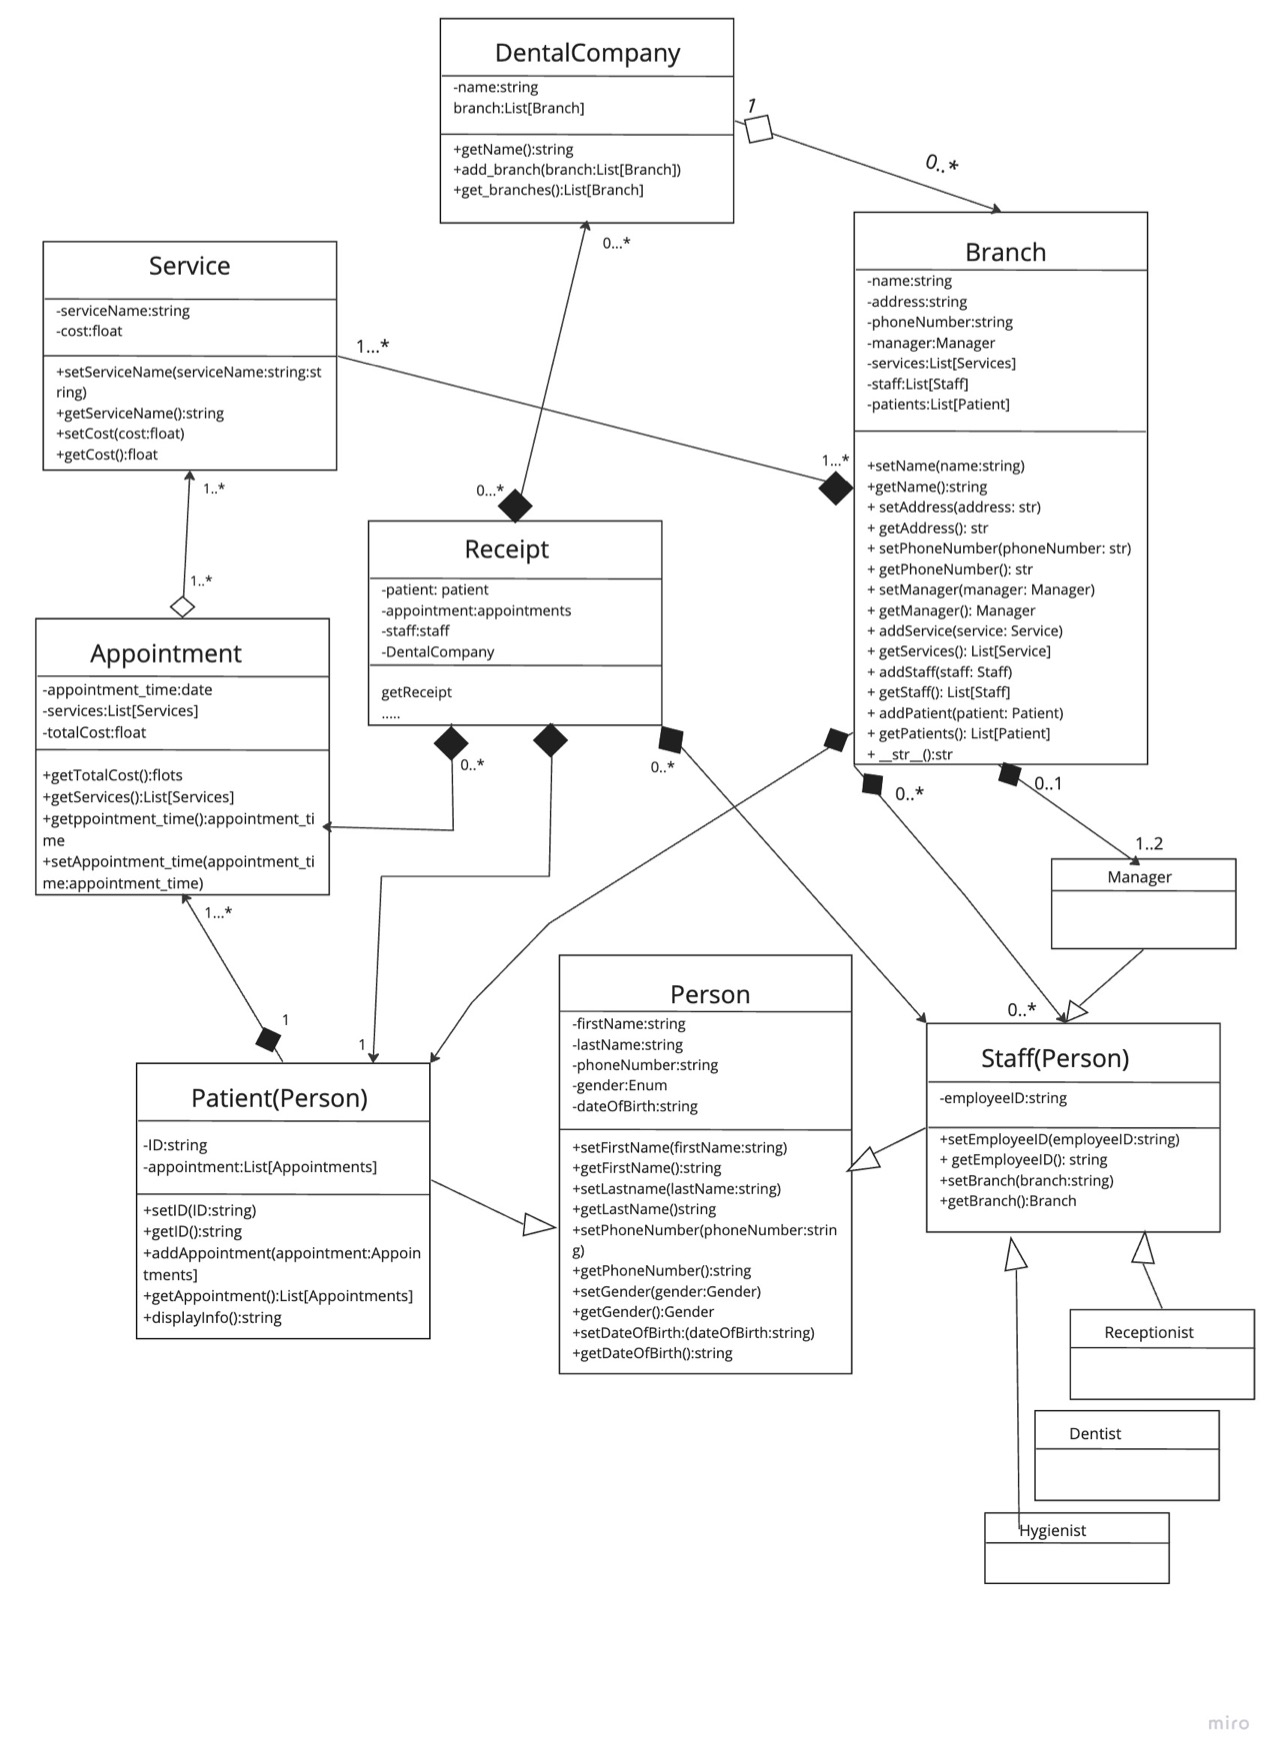 DentalCompany
-name:string
branch:List[Branch]
+getName():string
+add_branch(branch:List[Branch])
+get_branches():List[Branch]
1
0..*
0...*
Service
-serviceName:string
-cost:float
+setServiceName(serviceName:string:st
ring)
+getServiceName():string
+setCost(cost:float)
+getCost():float
1...*
1...*
1..*
1..*
Branch
-name:string
-address:string
-phoneNumber:string
-manager:Manager
-services:List[Services]
-staff:List[Staff]
-patients:List[Patient]
+setName(name:string)
+getName():string
+ setAddress(address: str)
+ getAddress(): str
+ setPhoneNumber(phoneNumber: str)
+ getPhoneNumber(): str
+ setManager(manager: Manager)
+ getManager(): Manager
+ addService(service: Service)
+ getServices(): List[Service]
+ addStaff(staff: Staff)
+ getStaff(): List[Staff]
+ addPatient(patient: Patient)
+ getPatients(): List[Patient]
+ __str__():str
0...*
Receipt
-patient: patient
-appointment:appointments
-staff:staff
-DentalCompany
getReceipt
.....
0..*
0..*
Appointment
-appointment_time:date
-services:List[Services]
-totalCost:float
+getTotalCost():flots
+getServices():List[Services]
+getppointment_time():appointment_ti
me
+setAppointment_time(appointment_ti
me:appointment_time)
1...*
1
1
0..*
0..1
1..2
Manager
0..*
Person
-firstName:string
-lastName:string
-phoneNumber:string
-gender:Enum
-dateOfBirth:string
+setFirstName(firstName:string)
+getFirstName():string
+setLastname(lastName:string)
+getLastName()string
+setPhoneNumber(phoneNumber:strin
g)
+getPhoneNumber():string
+setGender(gender:Gender)
+getGender():Gender
+setDateOfBirth:(dateOfBirth:string)
+getDateOfBirth():string
Staff(Person)
-employeeID:string
+setEmployeeID(employeeID:string)
+ getEmployeeID(): string
+setBranch(branch:string)
+getBranch():Branch
Patient(Person)
-ID:string
-appointment:List[Appointments]
+setID(ID:string)
+getID():string
+addAppointment(appointment:Appoin
tments]
+getAppointment():List[Appointments]
+displayInfo():string
Receptionist
Dentist
Hygienist
miro